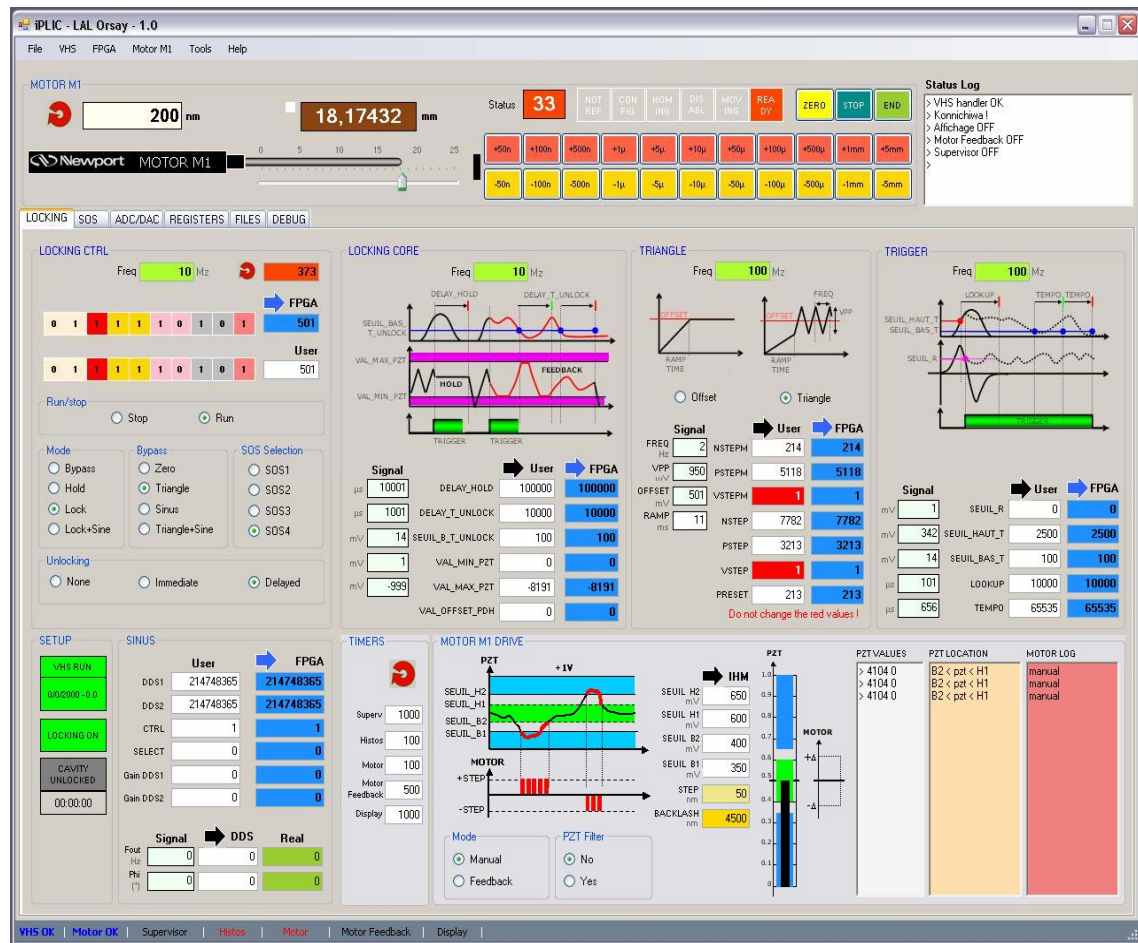 iPLIC - LAL Orsay - 1.0
File VHS FPGA Motor M1 Tools Help
MOTOR M1
200 nm
18,17432 mm
Status 33
NOT REF
CON FIG
HOM ING
DIS ABL
MOV ING
REA DY
ZERO STOP END
Newport MOTOR M1
0 5 10 15 20 25
+50n +100n +500n +1µ +5µ +10µ +50µ +100µ +500µ +1mm +5mm
-50n -100n -500n -1µ -5µ -10µ -50µ -100µ -500µ -1mm -5mm
Status Log
> VHS handler OK
> Konnichiwa !
> Affichage OFF
> Motor Feedback OFF
> Supervisor OFF
>
LOCKING SOS ADC/DAC REGISTERS FILES DEBUG
LOCKING CTRL
Freq 10 Mz 373
FPGA
0 1 1 1 1 1 0 1 0 1 501
User
0 1 1 1 1 1 0 1 0 1 501
Run/stop
Stop Run
Mode
Bypass
Hold
Lock
Lock+Sine
Bypass
Zero
Triangle
Sinus
Triangle+Sine
SOS Selection
SOS1
SOS2
SOS3
SOS4
Unlocking
None Immediate Delayed
LOCKING CORE
Freq 10 Mz
DELAY_HOLD DELAY_T_UNLOCK
SEUIL_BAS_
T_UNLOCK
VAL_MAX_PZT
HOLD FEEDBACK
VAL_MIN_PZT
TRIGGER TRIGGER
Signal User FPGA
µs 10001 DELAY_HOLD 100000 100000
µs 1001 DELAY_T_UNLOCK 10000 10000
mV 14 SEUIL_B_T_UNLOCK 100 100
mV 1 VAL_MIN_PZT 0 0
mV -999 VAL_MAX_PZT -8191 -8191
VAL_OFFSET_PDH 0 0
TRIANGLE
Freq 100 Mz
OFFSET
RAMP
TIME
FREQ
OFFSET VPP
RAMP
TIME
Offset Triangle
Signal User FPGA
FREQ Hz 2 NSTEPM 214 214
VPP mV 950 PSTEPM 5118 5118
OFFSET mV 501 VSTEPM 1 1
RAMP ms 11 NSTEP 7782 7782
PSTEP 3213 3213
VSTEP 1 1
PRESET 213 213
Do not change the red values !
TRIGGER
Freq 100 Mz
LOOKUP TEMPO TEMPO
SEUIL_HAUT_T
SEUIL_BAS_T
SEUIL_R
TRIGGER
Signal User FPGA
mV 1 SEUIL_R 0 0
mV 342 SEUIL_HAUT_T 2500 2500
mV 14 SEUIL_BAS_T 100 100
µs 101 LOOKUP 10000 10000
µs 656 TEMPO 65535 65535
SETUP
VHS RUN
0/0/2000 - 0.0
LOCKING ON
CAVITY
UNLOCKED
00:00:00
SINUS
User FPGA
DDS1 214748365 214748365
DDS2 214748365 214748365
CTRL 1 1
SELECT 0 0
Gain DDS1 0 0
Gain DDS2 0 0
Signal DDS Real
Fout Hz 0 0 0
Phi (°) 0 0 0
TIMERS
Superv 1000
Histos 100
Motor 100
Motor Feedback 500
Display 1000
MOTOR M1 DRIVE
PZT
+1V
SEUIL_H2
SEUIL_H1
SEUIL_B2
SEUIL_B1
MOTOR
+STEP
-STEP
Mode
Manual
Feedback
PZT Filter
No
Yes
IHM
SEUIL H2 mV 650
SEUIL H1 mV 600
SEUIL B2 mV 400
SEUIL B1 mV 350
STEP nm 50
BACKLASH nm 4500
PZT
1.0
0.9
0.8
0.7
0.6
0.5
0.4
0.3
0.2
0.1
0
MOTOR
+Δ
-Δ
PZT VALUES
> 4104 0
> 4104 0
> 4104 0
PZT LOCATION
B2 < pzt < H1
B2 < pzt < H1
B2 < pzt < H1
MOTOR LOG
manual
manual
manual
VHS OK | Motor OK | Supervisor | Histos | Motor | Motor Feedback | Display |